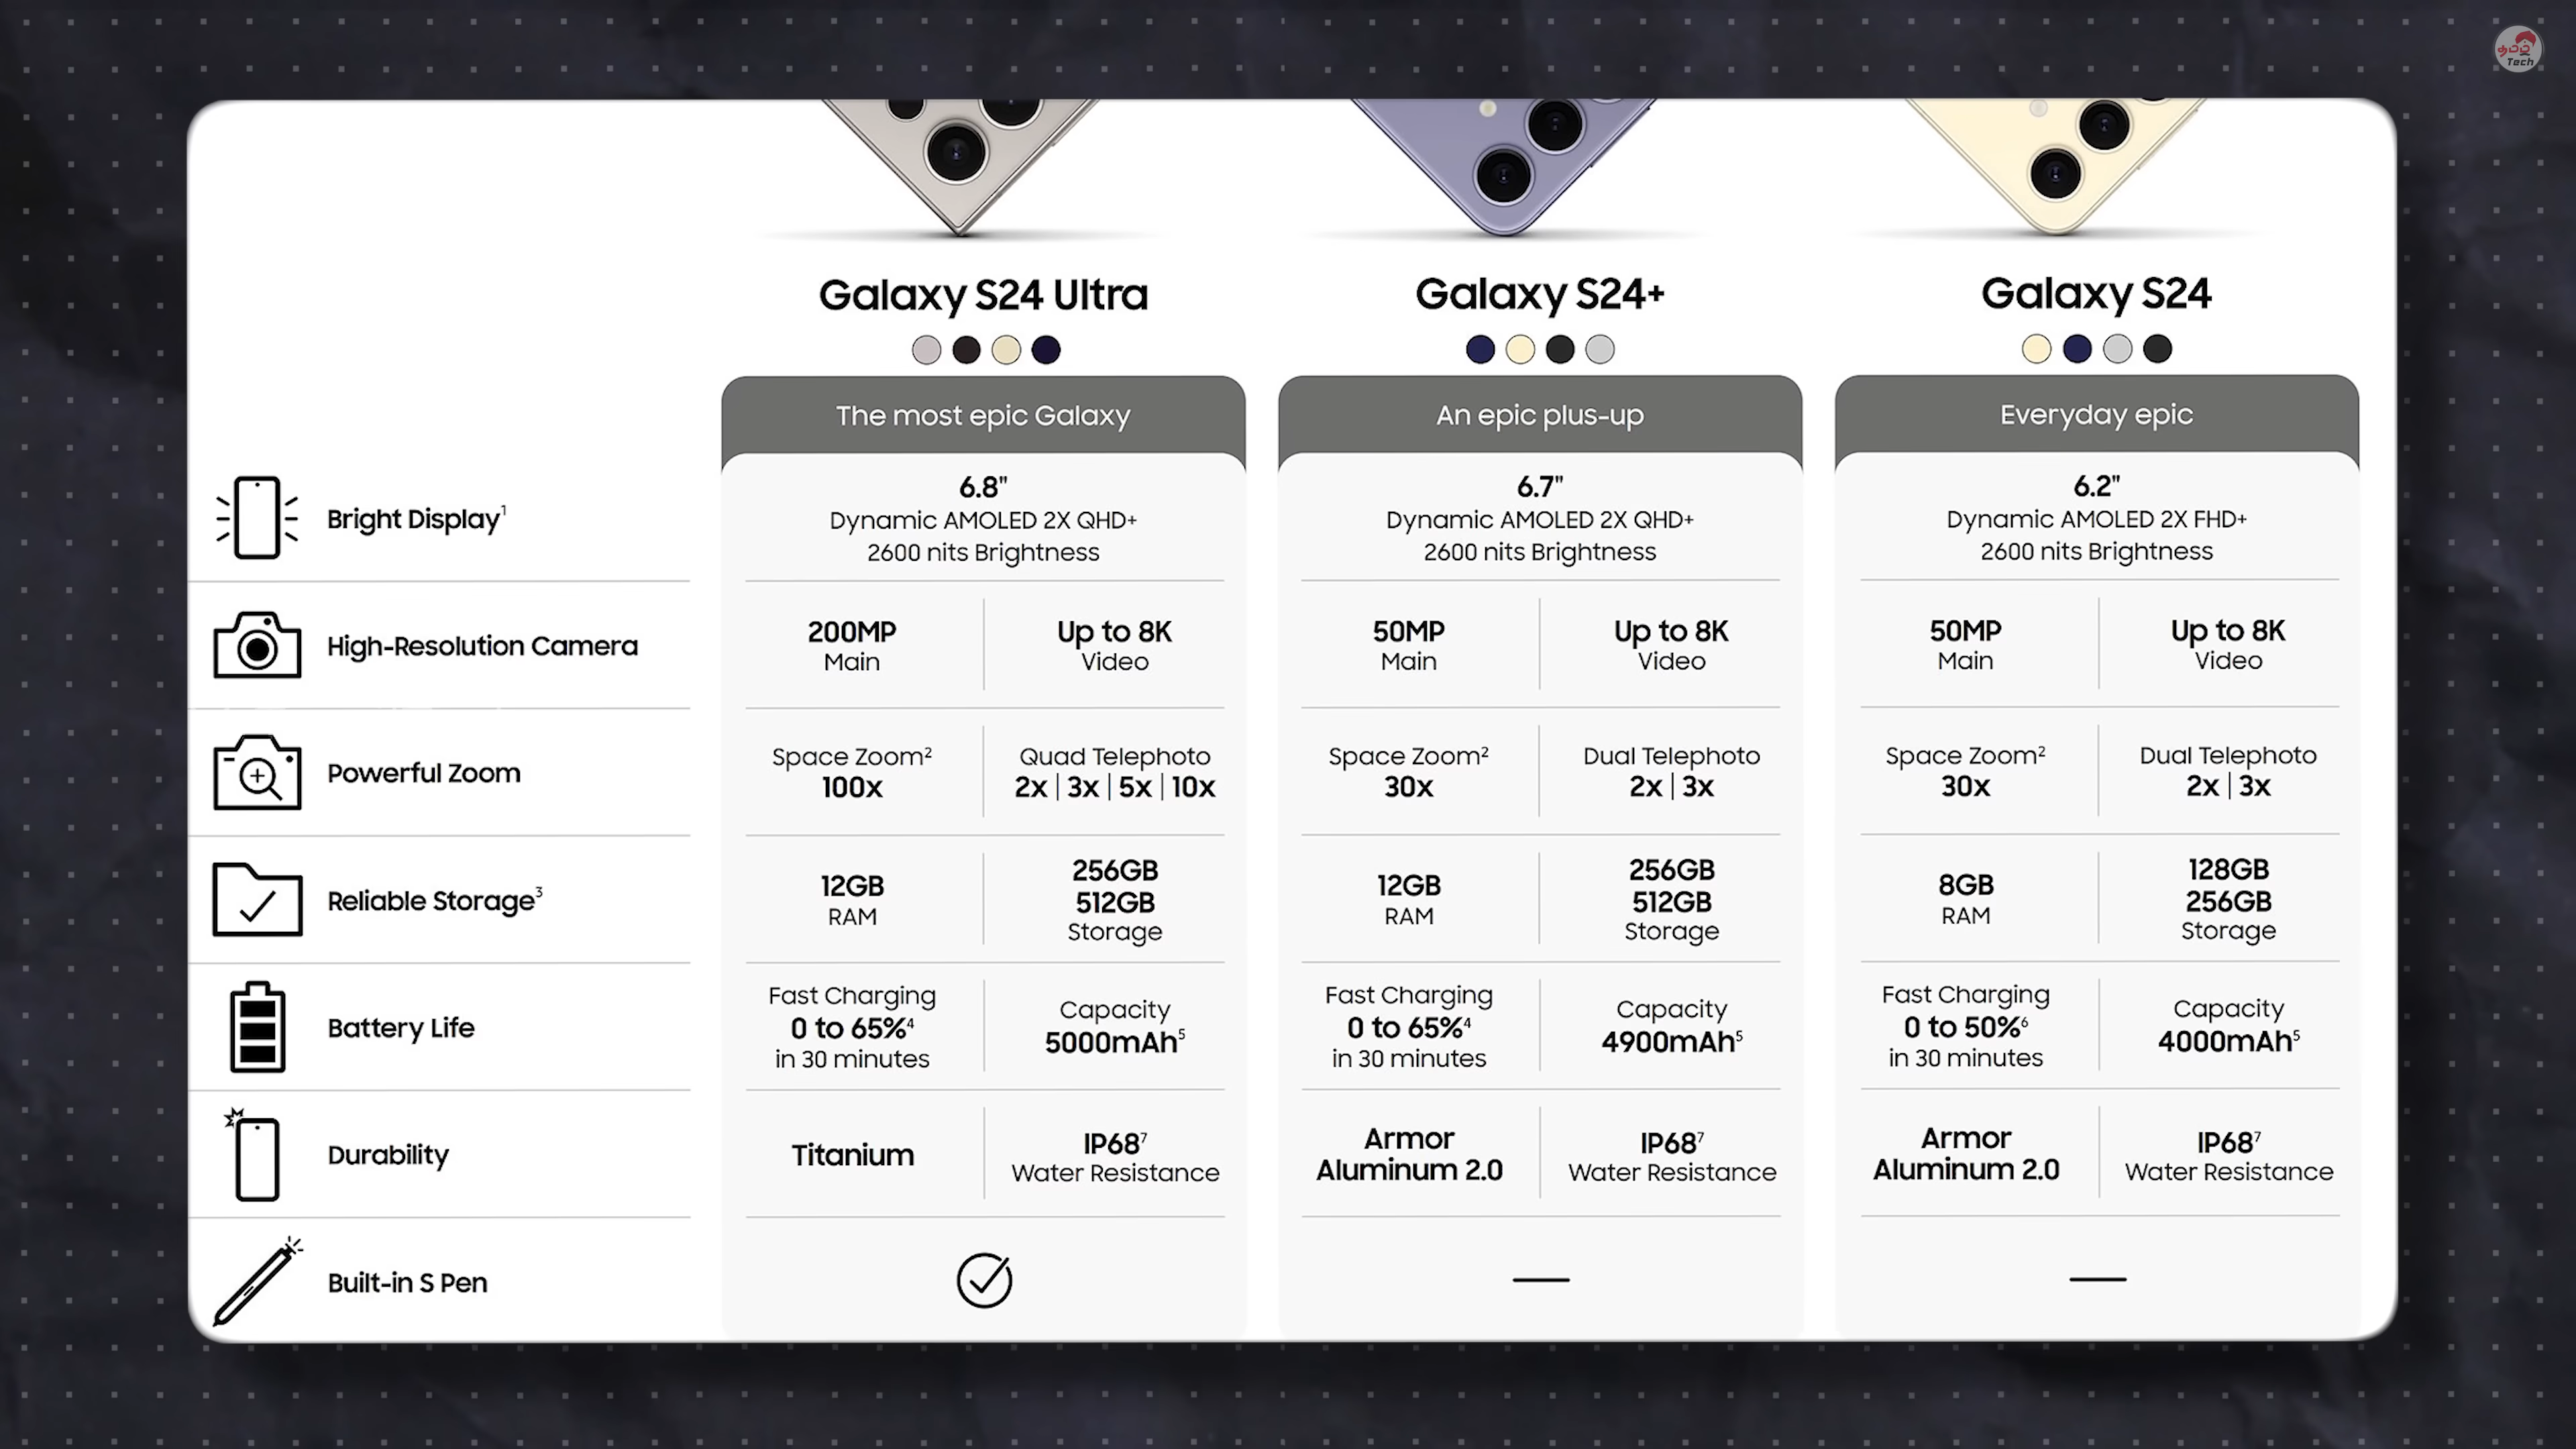 தமிழ்
Tech
Galaxy S24 Ultra
Galaxy S24+
Galaxy S24
The most epic Galaxy
An epic plus-up
Everyday epic
Bright Display¹
6.8"
Dynamic AMOLED 2X QHD+
2600 nits Brightness
6.7"
Dynamic AMOLED 2X QHD+
2600 nits Brightness
6.2"
Dynamic AMOLED 2X FHD+
2600 nits Brightness
High-Resolution Camera
200MP
Main
Up to 8K
Video
50MP
Main
Up to 8K
Video
50MP
Main
Up to 8K
Video
Powerful Zoom
Space Zoom²
100x
Quad Telephoto
2x | 3x | 5x | 10x
Space Zoom²
30x
Dual Telephoto
2x | 3x
Space Zoom²
30x
Dual Telephoto
2x | 3x
Reliable Storage³
12GB
RAM
256GB
512GB
Storage
12GB
RAM
256GB
512GB
Storage
8GB
RAM
128GB
256GB
Storage
Battery Life
Fast Charging
0 to 65%⁴
in 30 minutes
Capacity
5000mAh⁵
Fast Charging
0 to 65%⁴
in 30 minutes
Capacity
4900mAh⁵
Fast Charging
0 to 50%⁶
in 30 minutes
Capacity
4000mAh⁵
Durability
Titanium
IP68⁷
Water Resistance
Armor
Aluminum 2.0
IP68⁷
Water Resistance
Armor
Aluminum 2.0
IP68⁷
Water Resistance
Built-in S Pen